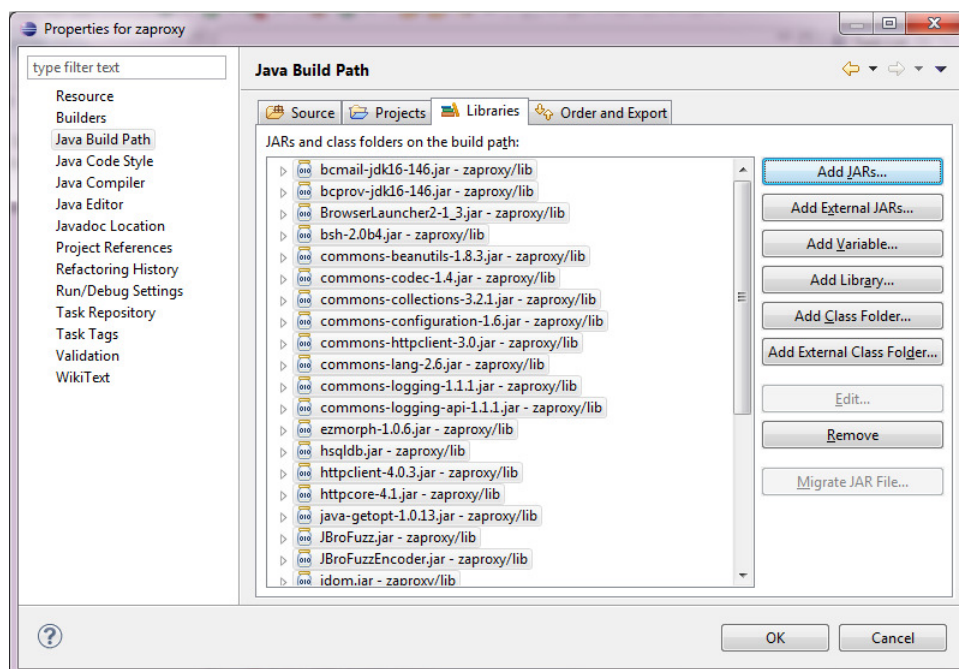 Properties for zaproxy
type filter text
Resource
Builders
Java Build Path
Java Code Style
Java Compiler
Java Editor
Javadoc Location
Project References
Refactoring History
Run/Debug Settings
Task Repository
Task Tags
Validation
WikiText
Java Build Path
Source
Projects
Libraries
Order and Export
JARs and class folders on the build path:
bcmail-jdk16-146.jar - zaproxy/lib
bcprov-jdk16-146.jar - zaproxy/lib
BrowserLauncher2-1_3.jar - zaproxy/lib
bsh-2.0b4.jar - zaproxy/lib
commons-beanutils-1.8.3.jar - zaproxy/lib
commons-codec-1.4.jar - zaproxy/lib
commons-collections-3.2.1.jar - zaproxy/lib
commons-configuration-1.6.jar - zaproxy/lib
commons-httpclient-3.0.jar - zaproxy/lib
commons-lang-2.6.jar - zaproxy/lib
commons-logging-1.1.1.jar - zaproxy/lib
commons-logging-api-1.1.1.jar - zaproxy/lib
ezmorph-1.0.6.jar - zaproxy/lib
hsqldb.jar - zaproxy/lib
httpclient-4.0.3.jar - zaproxy/lib
httpcore-4.1.jar - zaproxy/lib
java-getopt-1.0.13.jar - zaproxy/lib
JBroFuzz.jar - zaproxy/lib
JBroFuzzEncoder.jar - zaproxy/lib
jdom.jar - zaproxy/lib
Add JARs...
Add External JARs...
Add Variable...
Add Library...
Add Class Folder...
Add External Class Folder...
Edit...
Remove
Migrate JAR File...
OK
Cancel